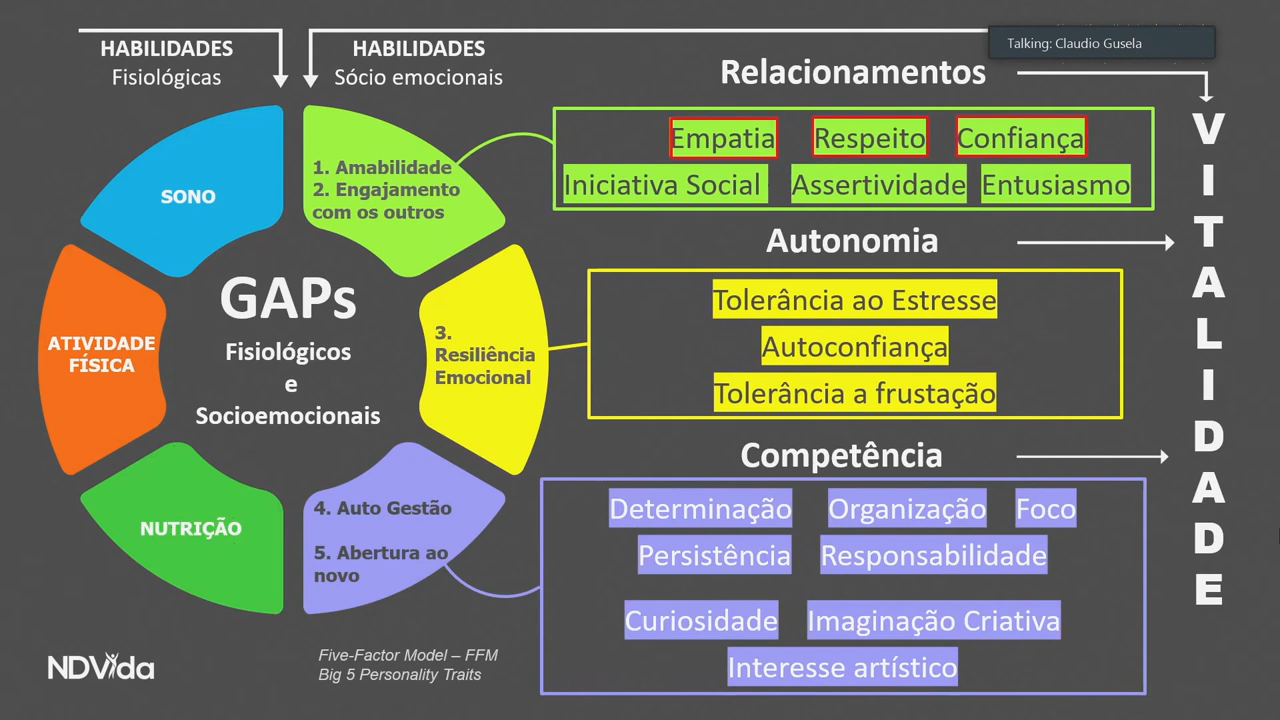 HABILIDADES
Fisiológicas
HABILIDADES
Sócio emocionais
Talking: Claudio Gusela
Relacionamentos
Empatia Respeito Confiança
Iniciativa Social Assertividade Entusiasmo
Autonomia
Tolerância ao Estresse
Autoconfiança
Tolerância a frustação
Competência
Determinação Organização Foco
Persistência Responsabilidade
Curiosidade Imaginação Criativa
Interesse artístico
VITALIDADE
SONO
1. Amabilidade
2. Engajamento
com os outros
ATIVIDADE
FÍSICA
GAPs
Fisiológicos
e
Socioemocionais
3.
Resiliência
Emocional
NUTRIÇÃO
4. Auto Gestão
5. Abertura ao
novo
NDVida
Five-Factor Model – FFM
Big 5 Personality Traits